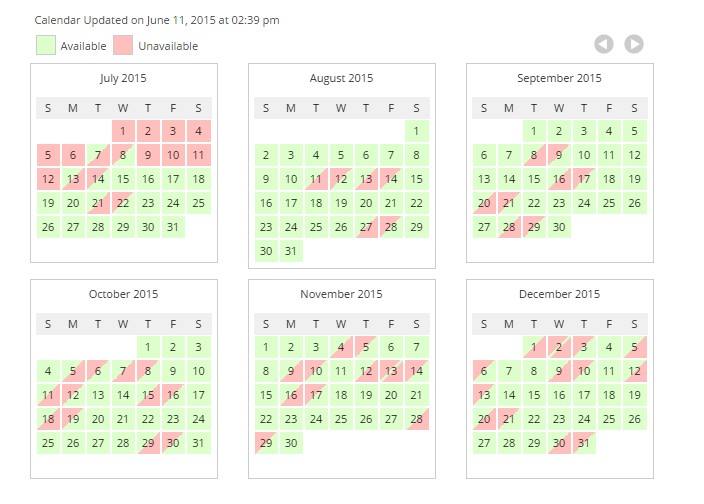 Calendar Updated on June 11, 2015 at 02:39 pm
Available Unavailable
July 2015
S M T W T F S
1 2 3 4
5 6 7 8 9 10 11
12 13 14 15 16 17 18
19 20 21 22 23 24 25
26 27 28 29 30 31
August 2015
S M T W T F S
1
2 3 4 5 6 7 8
9 10 11 12 13 14 15
16 17 18 19 20 21 22
23 24 25 26 27 28 29
30 31
September 2015
S M T W T F S
1 2 3 4 5
6 7 8 9 10 11 12
13 14 15 16 17 18 19
20 21 22 23 24 25 26
27 28 29 30
October 2015
S M T W T F S
1 2 3
4 5 6 7 8 9 10
11 12 13 14 15 16 17
18 19 20 21 22 23 24
25 26 27 28 29 30 31
November 2015
S M T W T F S
1 2 3 4 5 6 7
8 9 10 11 12 13 14
15 16 17 18 19 20 21
22 23 24 25 26 27 28
29 30
December 2015
S M T W T F S
1 2 3 4 5
6 7 8 9 10 11 12
13 14 15 16 17 18 19
20 21 22 23 24 25 26
27 28 29 30 31